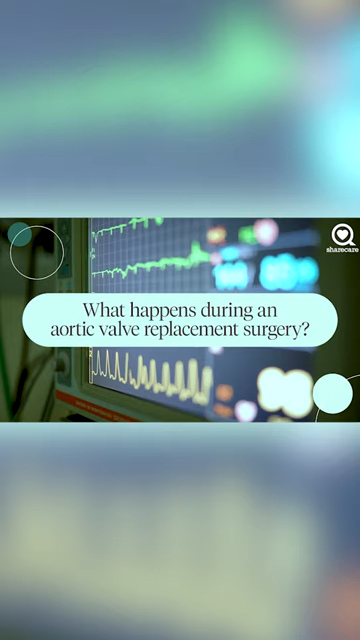 sharecare
What happens during an
aortic valve replacement surgery?